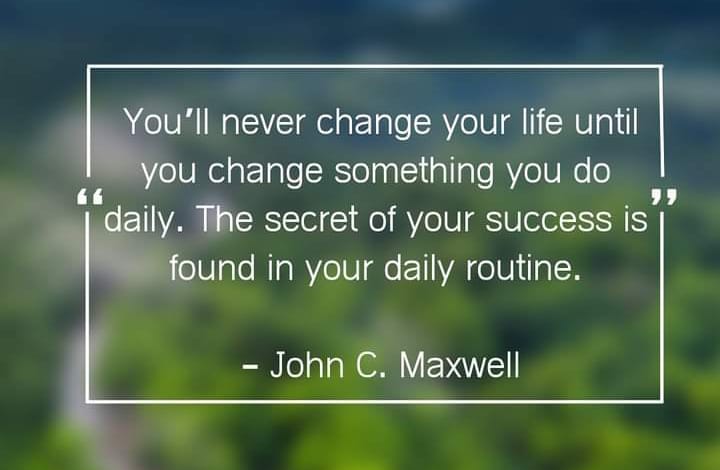 You'll never change your life until
you change something you do
“daily. The secret of your success is”
found in your daily routine.
- John C. Maxwell